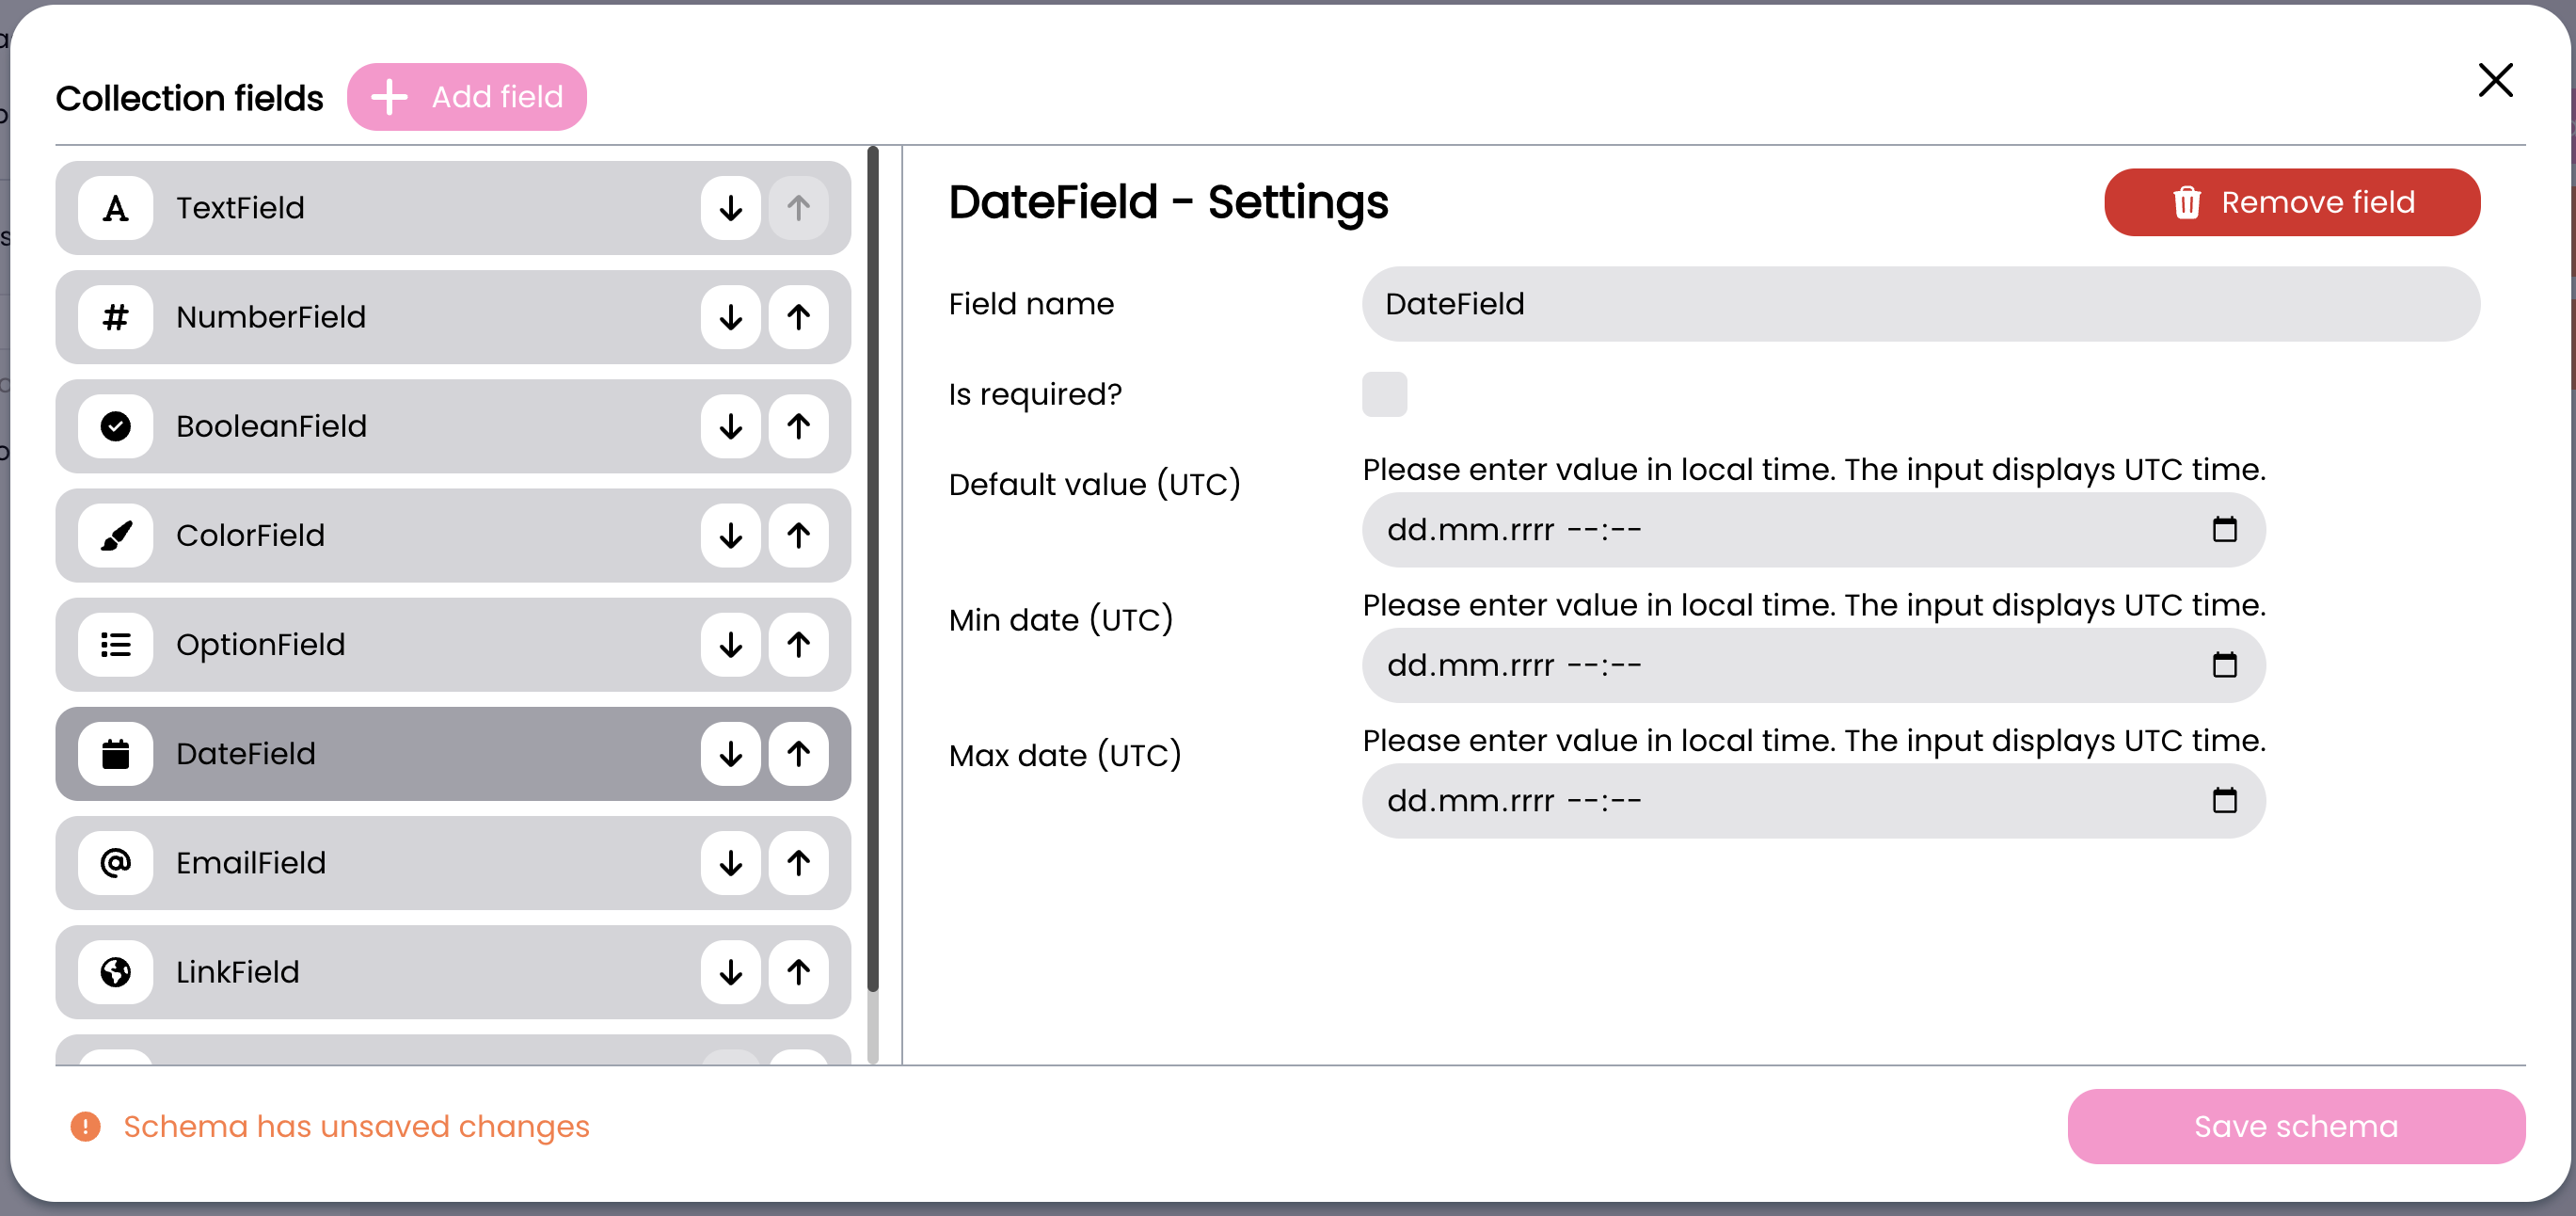 Collection fields
Add field
TextField
NumberField
BooleanField
ColorField
OptionField
DateField
EmailField
LinkField
DateField - Settings
Remove field
Field name
DateField
Is required?
Default value (UTC)
Please enter value in local time. The input displays UTC time.
dd.mm.rrrr --:--
Min date (UTC)
Please enter value in local time. The input displays UTC time.
dd.mm.rrrr --:--
Max date (UTC)
Please enter value in local time. The input displays UTC time.
dd.mm.rrrr --:--
Schema has unsaved changes
Save schema